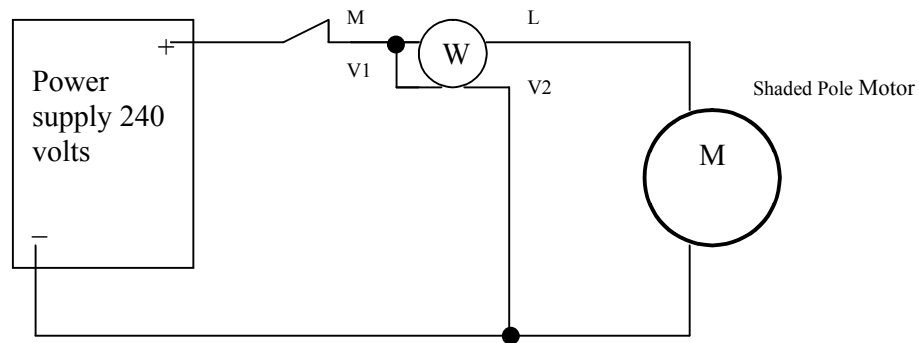 M
L
+
W
Power
supply 240
volts
V1
V2
Shaded Pole Motor
M
–